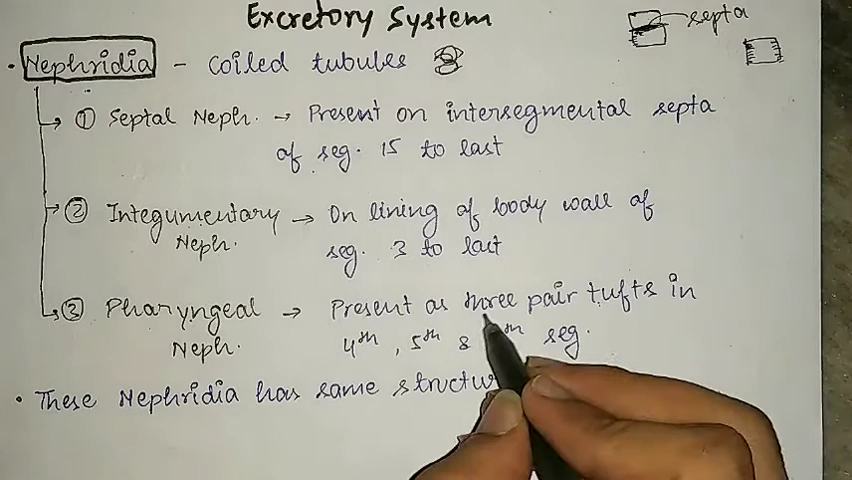 Excretory System
septa
Nephridia - coiled tubules
① Septal Neph. → Present on intersegmental septa
of seg. 15 to last
② Integumentary → On lining of body wall of
Neph. seg. 3 to last
③ Pharyngeal → Present as three pair tufts in
Neph. 4th, 5th & th seg.
• These Nephridia has same